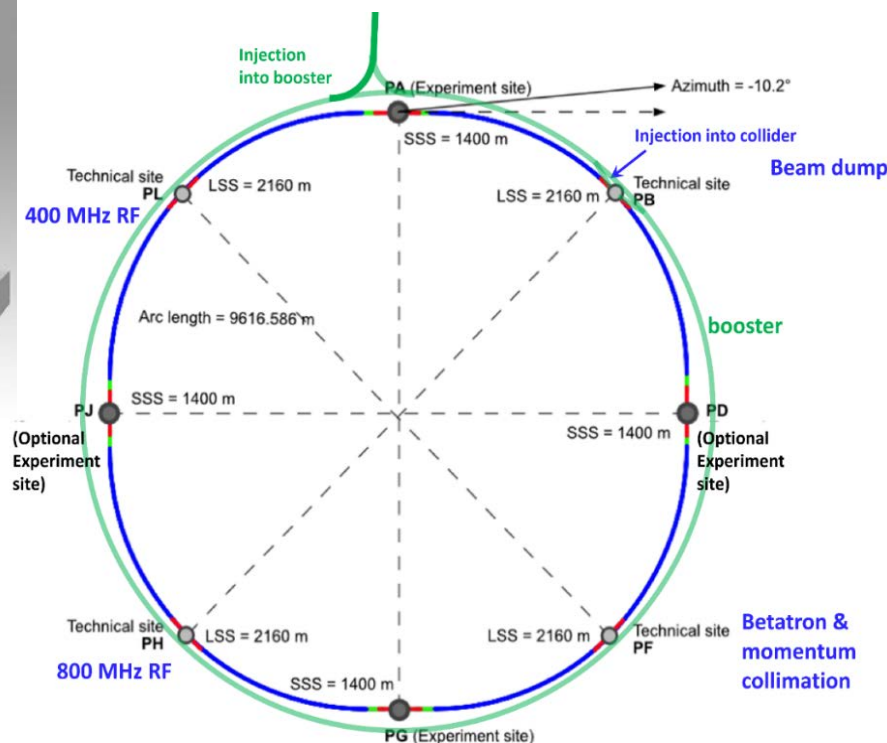 Injection
into booster
PA (Experiment site)
Azimuth = -10.2°
SSS = 1400 m
Injection into collider
Beam dump
Technical site
PL
LSS = 2160 m
400 MHz RF
LSS = 2160 m
Technical site
PB
Arc length = 9616.586 m
booster
PJ
SSS = 1400 m
(Optional
Experiment
site)
PD
SSS = 1400 m
(Optional
Experiment
site)
Technical site
PH
LSS = 2160 m
800 MHz RF
LSS = 2160 m
Technical site
PF
Betatron &
momentum
collimation
SSS = 1400 m
PG (Experiment site)